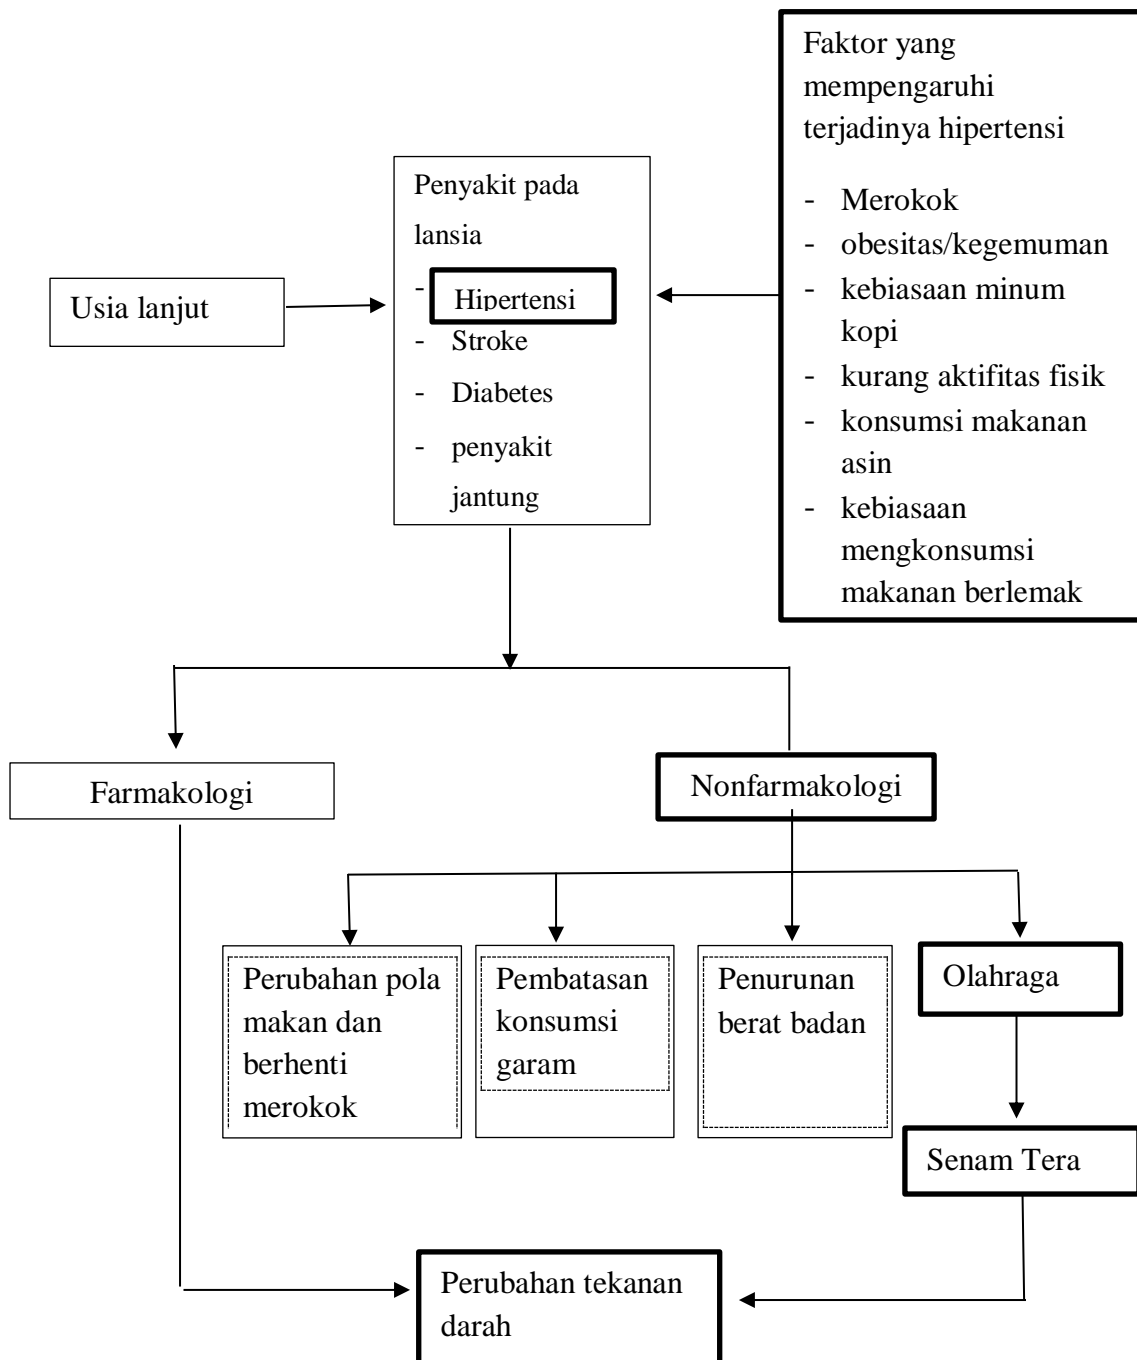 Faktor yang
mempengaruhi
terjadinya hipertensi
- Merokok
- obesitas/kegemuman
- kebiasaan minum
kopi
- kurang aktifitas fisik
- konsumsi makanan
asin
- kebiasaan
mengkonsumsi
makanan berlemak
Penyakit pada
lansia
- Hipertensi
- Stroke
- Diabetes
- penyakit
jantung
Usia lanjut
Farmakologi
Nonfarmakologi
Perubahan pola
makan dan
berhenti
merokok
Pembatasan
konsumsi
garam
Penurunan
berat badan
Olahraga
Senam Tera
Perubahan tekanan
darah